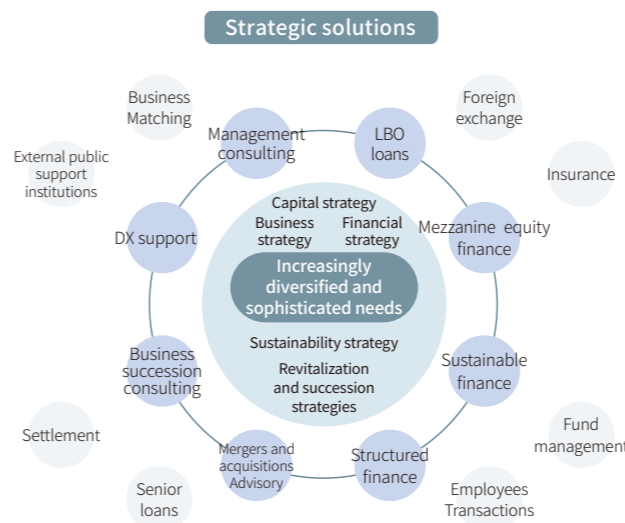 Strategic solutions
Business
Matching
Foreign
exchange
Management
consulting
LBO
loans
External public
support
institutions
Insurance
Capital strategy
Business
strategy
Financial
strategy
DX support
Mezzanine equity
finance
Increasingly
diversified and
sophisticated needs
Sustainability strategy
Business
succession
consulting
Revitalization
and succession
strategies
Sustainable
finance
Settlement
Fund
management
Mergers and
acquisitions
Advisory
Structured
finance
Senior
loans
Employees
Transactions